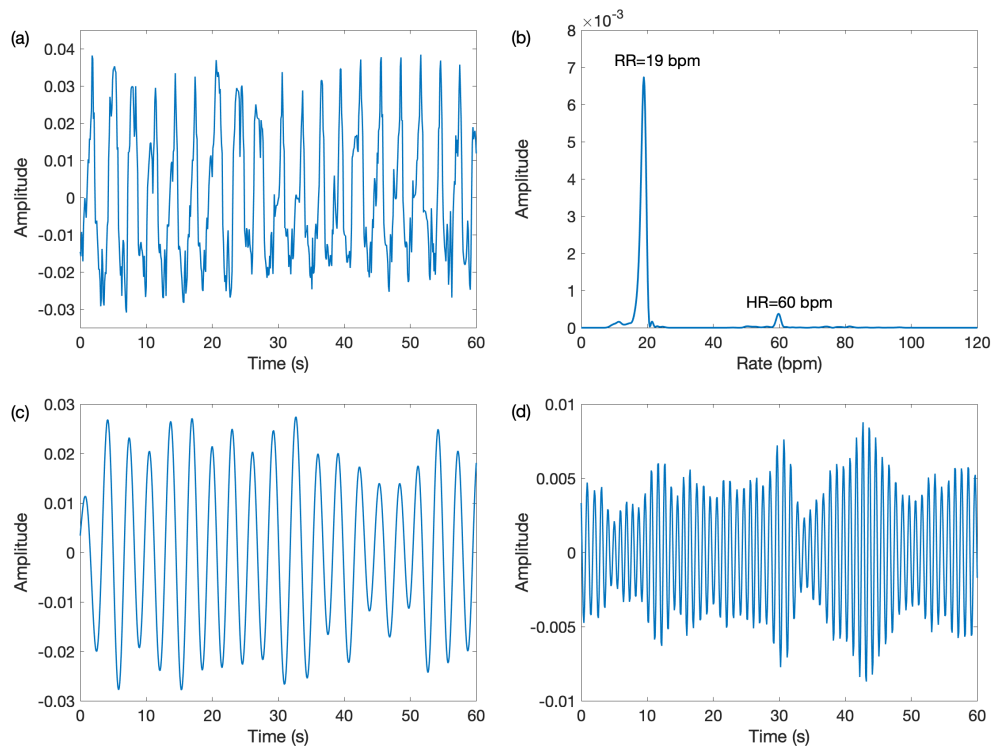 (a)
0.04
0.03
0.02
0.01
0
-0.01
-0.02
-0.03
Amplitude
0 10 20 30 40 50 60
Time (s)
(b)
×10⁻³
8
7
6
5
4
3
2
1
0
Amplitude
RR=19 bpm
HR=60 bpm
0 20 40 60 80 100 120
Rate (bpm)
(c)
0.03
0.02
0.01
0
-0.01
-0.02
-0.03
Amplitude
0 10 20 30 40 50 60
Time (s)
(d)
0.01
0.005
0
-0.005
-0.01
Amplitude
0 10 20 30 40 50 60
Time (s)